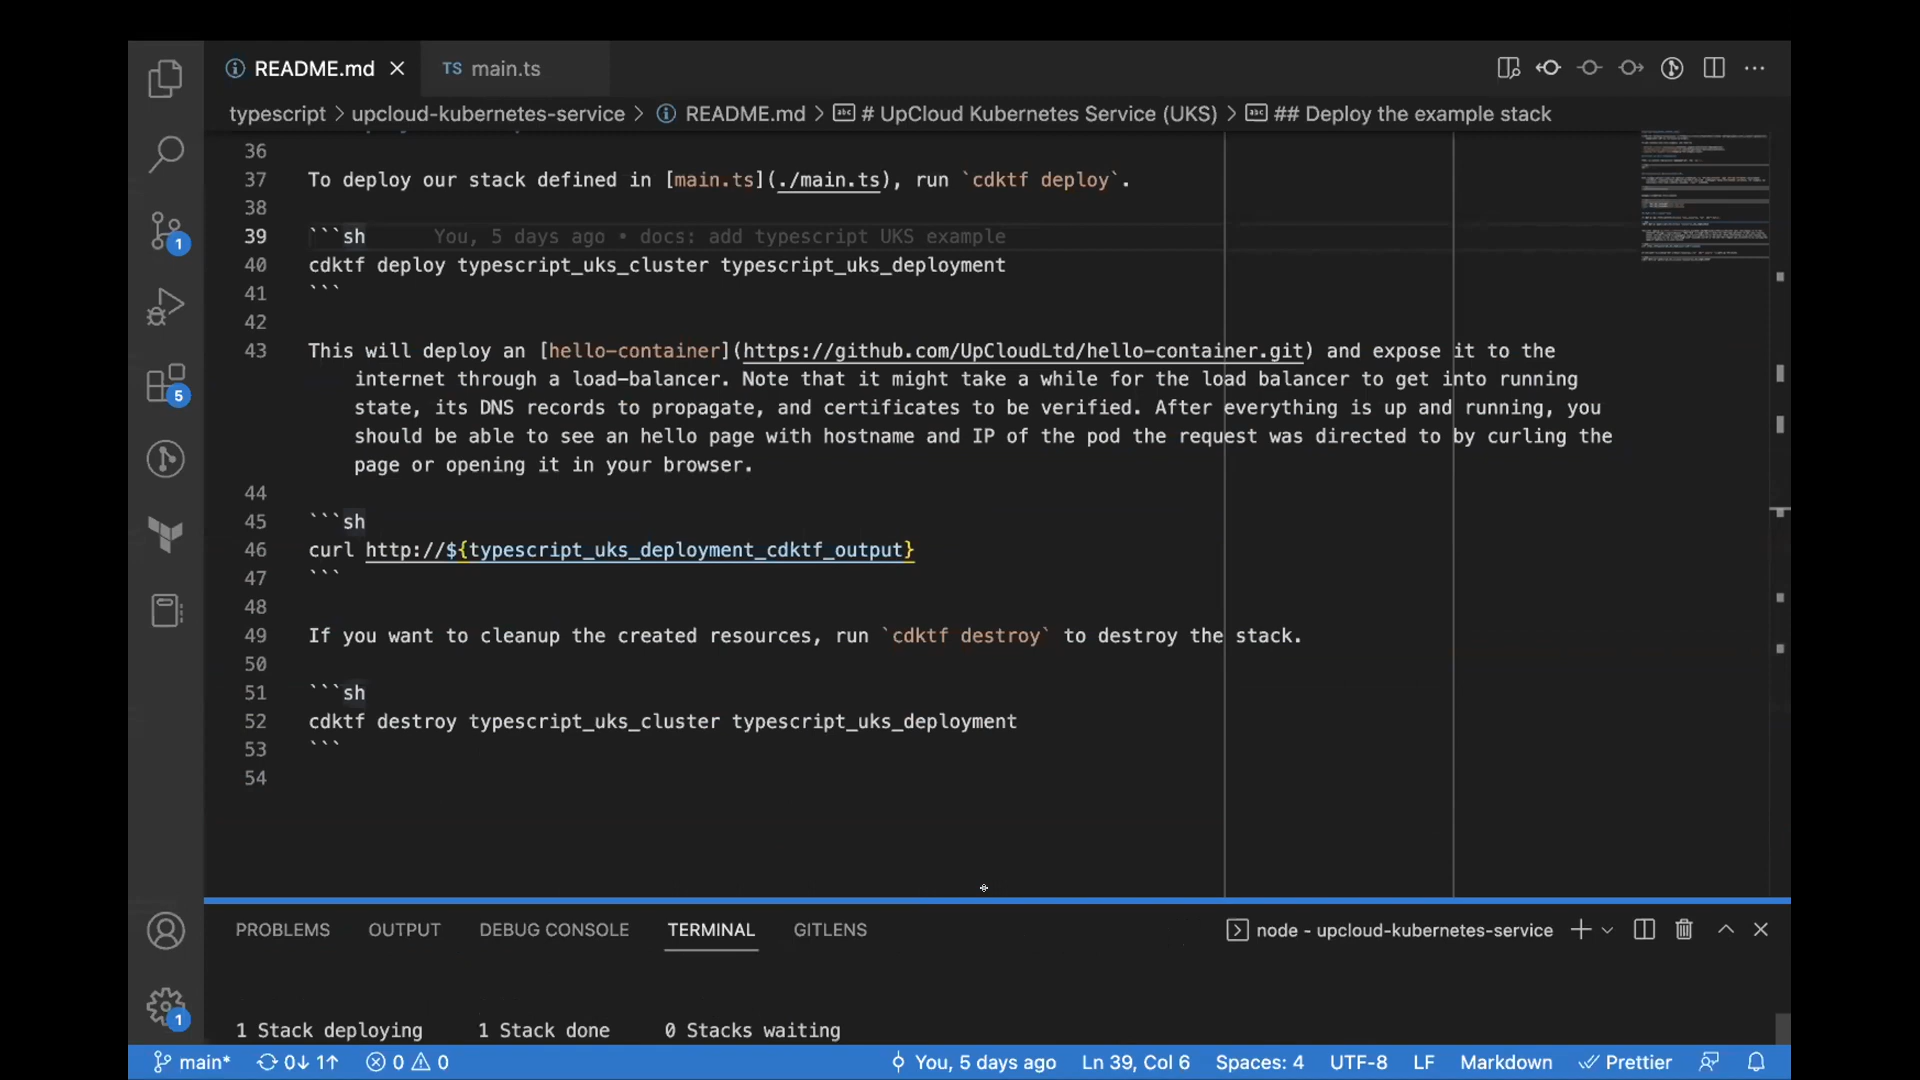 README.md
TS main.ts
typescript > upcloud-kubernetes-service > README.md > # UpCloud Kubernetes Service (UKS) > ## Deploy the example stack
36
37 To deploy our stack defined in [main.ts](./main.ts), run `cdktf deploy`.
38
39 ```sh You, 5 days ago • docs: add typescript UKS example
40 cdktf deploy typescript_uks_cluster typescript_uks_deployment
41 ```
42
43 This will deploy an [hello-container](https://github.com/UpCloudLtd/hello-container.git) and expose it to the
internet through a load-balancer. Note that it might take a while for the load balancer to get into running
state, its DNS records to propagate, and certificates to be verified. After everything is up and running, you
should be able to see an hello page with hostname and IP of the pod the request was directed to by curling the
page or opening it in your browser.
44
45 ```sh
46 curl http://${typescript_uks_deployment_cdktf_output}
47 ```
48
49 If you want to cleanup the created resources, run `cdktf destroy` to destroy the stack.
50
51 ```sh
52 cdktf destroy typescript_uks_cluster typescript_uks_deployment
53 ```
54
1
5
1
PROBLEMS OUTPUT DEBUG CONSOLE TERMINAL GITLENS node - upcloud-kubernetes-service
1 Stack deploying 1 Stack done 0 Stacks waiting
main* 0↓ 1↑ 0 0 You, 5 days ago Ln 39, Col 6 Spaces: 4 UTF-8 LF Markdown Prettier